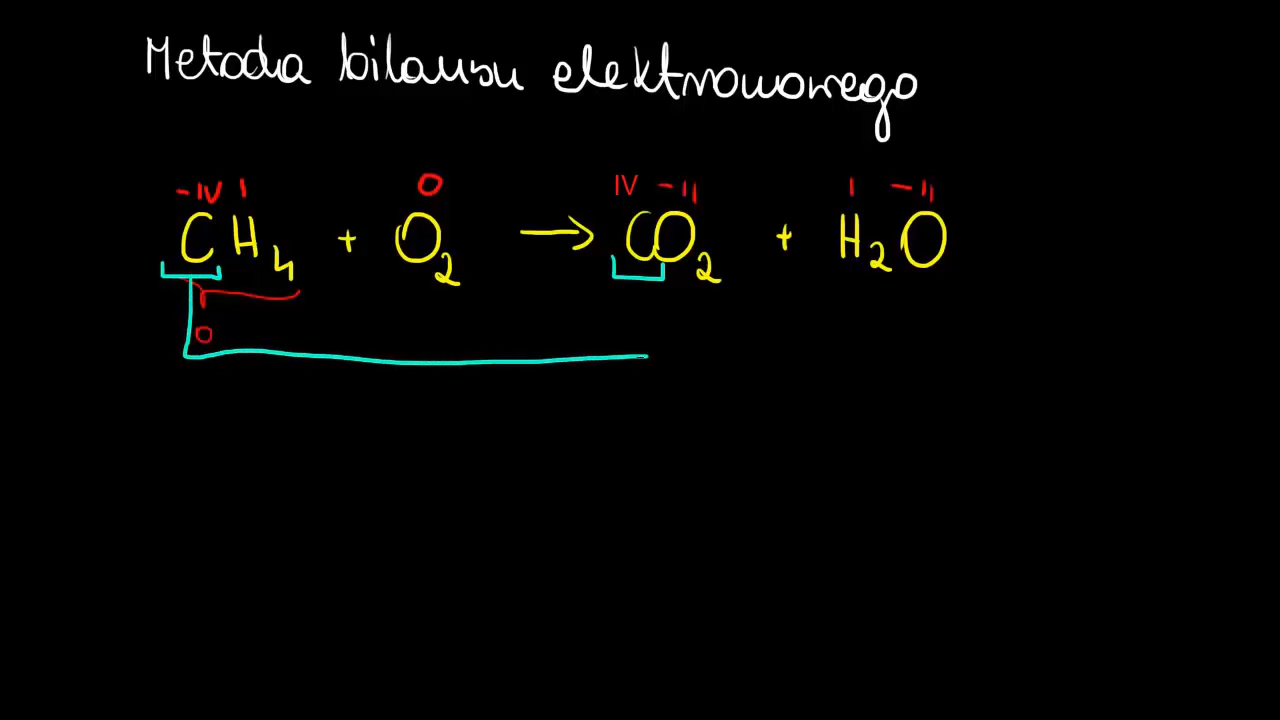 Metoda bilansu elektronowego
-IV I 0 IV -II I -II
CH₄ + O₂ → CO₂ + H₂O
0